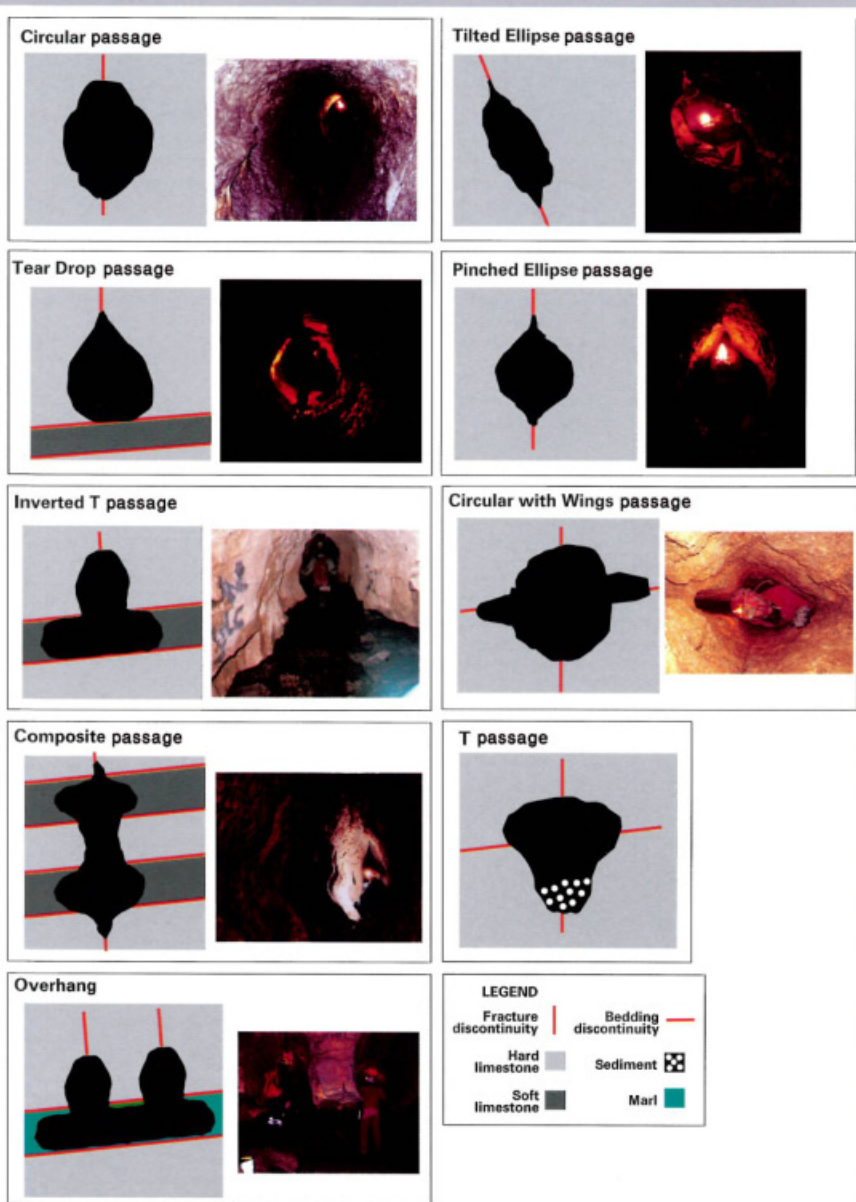 Circular passage
Tilted Ellipse passage
Tear Drop passage
Pinched Ellipse passage
Inverted T passage
Circular with Wings passage
Composite passage
T passage
Overhang
LEGEND
Fracture
discontinuity
Bedding
discontinuity
Hard
limestone
Sediment
Soft
limestone
Marl